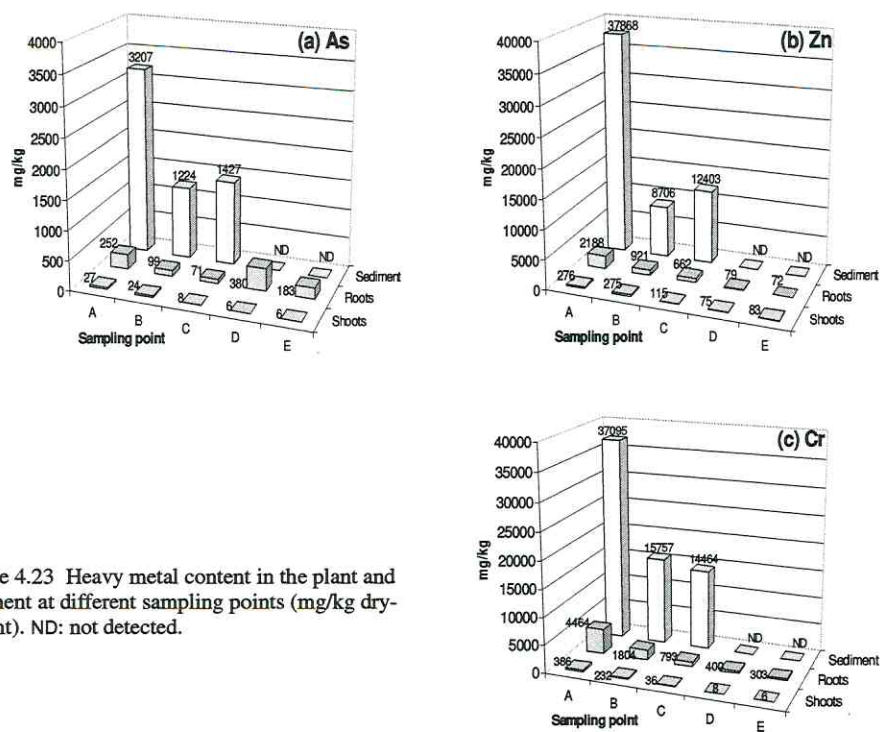 (a) As
4000
3500
3000
2500
2000
1500
1000
500
0
mg/kg
3207
1224
1427
ND
ND
252
99
71
380
183
27
24
8
6
6
A
B
C
D
E
Sediment
Roots
Shoots
Sampling point
(b) Zn
40000
35000
30000
25000
20000
15000
10000
5000
0
mg/kg
37868
8706
12403
ND
ND
2188
921
662
79
72
276
275
115
75
83
A
B
C
D
E
Sediment
Roots
Shoots
Sampling point
(c) Cr
40000
35000
30000
25000
20000
15000
10000
5000
0
mg/kg
37095
15757
14464
ND
ND
4464
1804
793
400
303
386
232
36
8
6
A
B
C
D
E
Sediment
Roots
Shoots
Sampling point
e 4.23 Heavy metal content in the plant and
ment at different sampling points (mg/kg dry-
nt). ND: not detected.